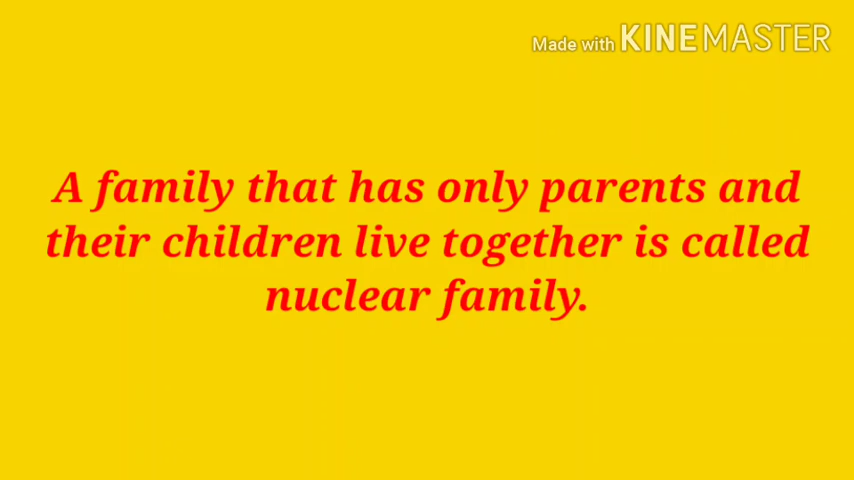 Made with KINEMASTER
A family that has only parents and
their children live together is called
nuclear family.